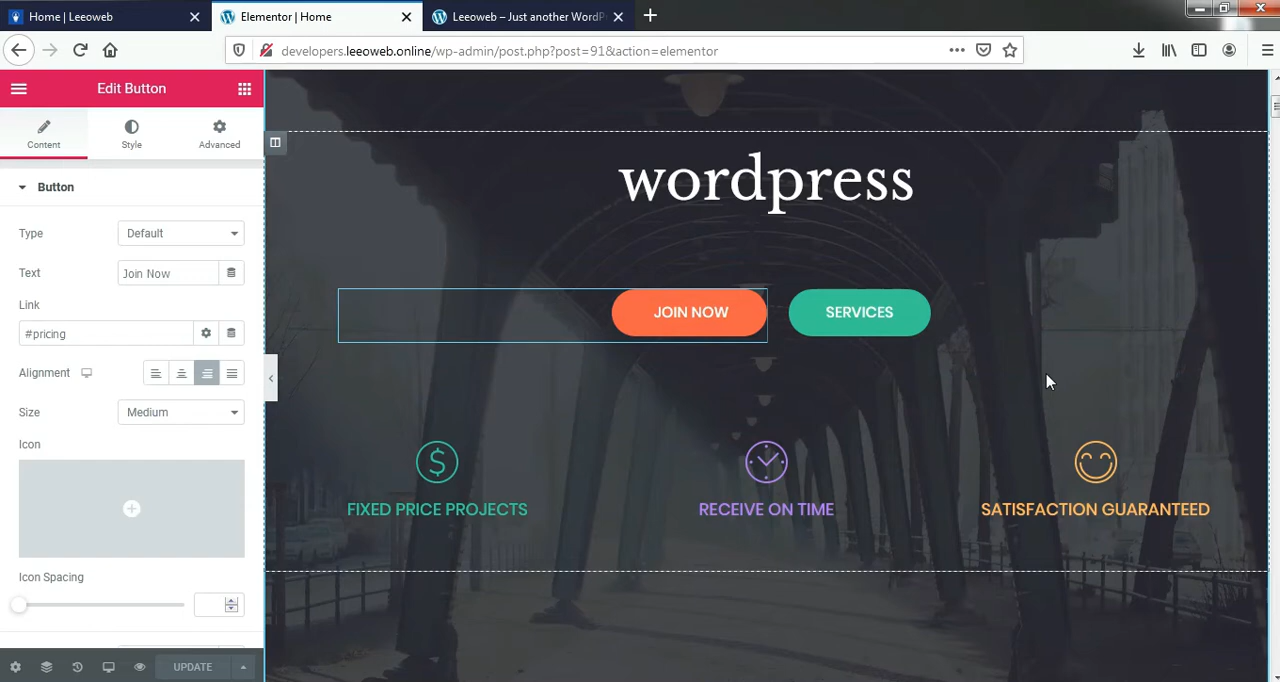 Home | Leeoweb
Elementor | Home
Leeoweb – Just another WordP
developers.leeoweb.online/wp-admin/post.php?post=91&action=elementor
Edit Button
Content
Style
Advanced
Button
Type
Default
Text
Join Now
Link
#pricing
Alignment
Size
Medium
Icon
Icon Spacing
UPDATE
wordpress
JOIN NOW
SERVICES
FIXED PRICE PROJECTS
RECEIVE ON TIME
SATISFACTION GUARANTEED